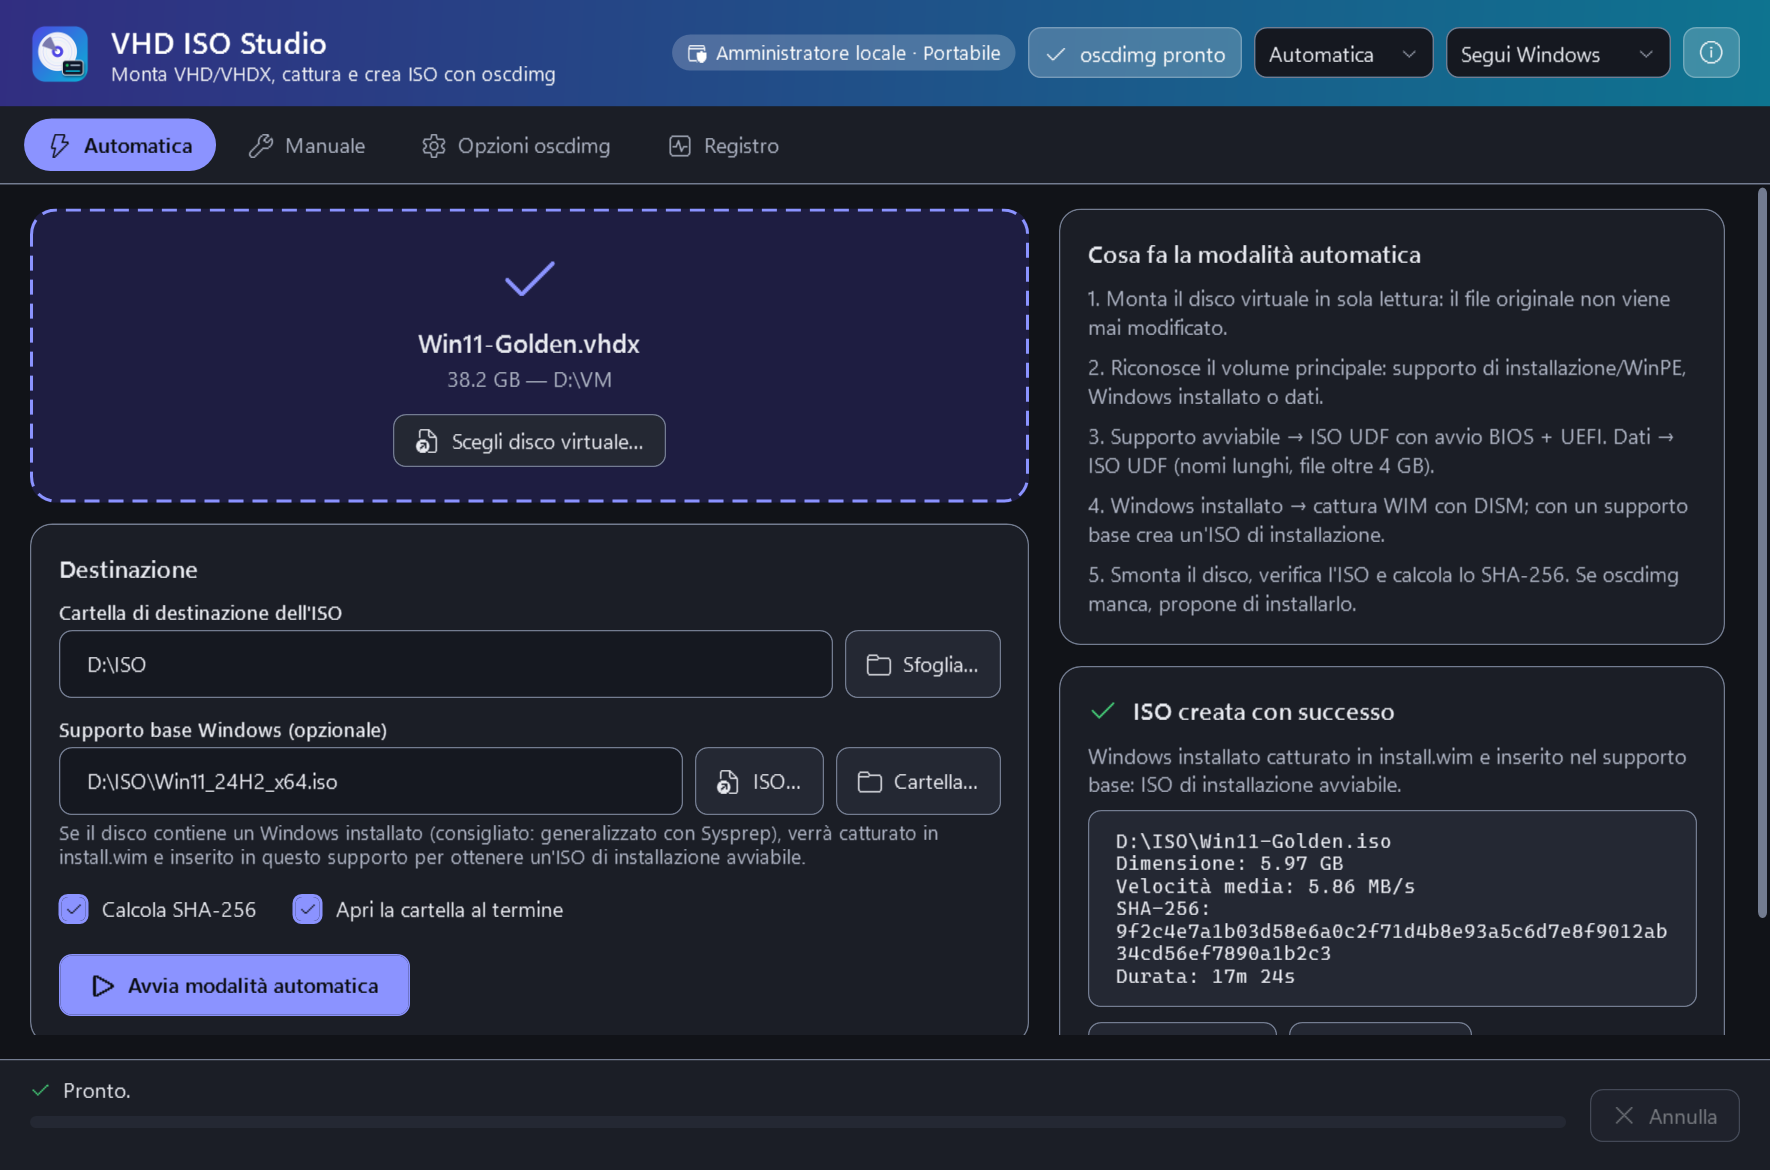 VHD ISO Studio
Monta VHD/VHDX, cattura e crea ISO con oscdimg
Amministratore locale · Portabile
oscdimg pronto
Automatica
Segui Windows
Automatica
Manuale
Opzioni oscdimg
Registro
Win11-Golden.vhdx
38.2 GB — D:\VM
Scegli disco virtuale...
Destinazione
Cartella di destinazione dell'ISO
D:\ISO
Sfoglia...
Supporto base Windows (opzionale)
D:\ISO\Win11_24H2_x64.iso
ISO...
Cartella...
Se il disco contiene un Windows installato (consigliato: generalizzato con Sysprep), verrà catturato in
install.wim e inserito in questo supporto per ottenere un'ISO di installazione avviabile.
Calcola SHA-256
Apri la cartella al termine
Avvia modalità automatica
Cosa fa la modalità automatica
1. Monta il disco virtuale in sola lettura: il file originale non viene
mai modificato.
2. Riconosce il volume principale: supporto di installazione/WinPE,
Windows installato o dati.
3. Supporto avviabile → ISO UDF con avvio BIOS + UEFI. Dati →
ISO UDF (nomi lunghi, file oltre 4 GB).
4. Windows installato → cattura WIM con DISM; con un supporto
base crea un'ISO di installazione.
5. Smonta il disco, verifica l'ISO e calcola lo SHA-256. Se oscdimg
manca, propone di installarlo.
ISO creata con successo
Windows installato catturato in install.wim e inserito nel supporto
base: ISO di installazione avviabile.
D:\ISO\Win11-Golden.iso
Dimensione: 5.97 GB
Velocità media: 5.86 MB/s
SHA-256:
9f2c4e7a1b03d58e6a0c2f71d4b8e93a5c6d7e8f9012ab
34cd56ef7890a1b2c3
Durata: 17m 24s
Pronto.
Annulla